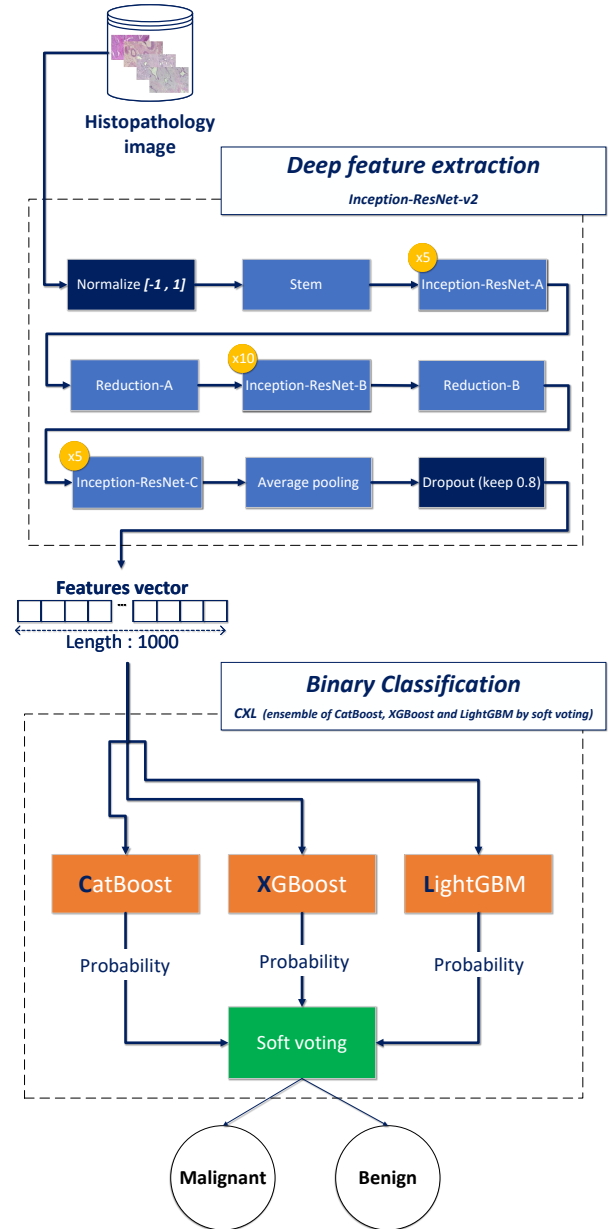 Histopathology
image
Deep feature extraction
Inception-ResNet-v2
Normalize [-1 , 1]
Stem
x5
Inception-ResNet-A
Reduction-A
x10
Inception-ResNet-B
Reduction-B
x5
Inception-ResNet-C
Average pooling
Dropout (keep 0.8)
Features vector
...
Length : 1000
Binary Classification
CXL (ensemble of CatBoost, XGBoost and LightGBM by soft voting)
CatBoost
XGBoost
LightGBM
Probability
Probability
Probability
Soft voting
Malignant
Benign